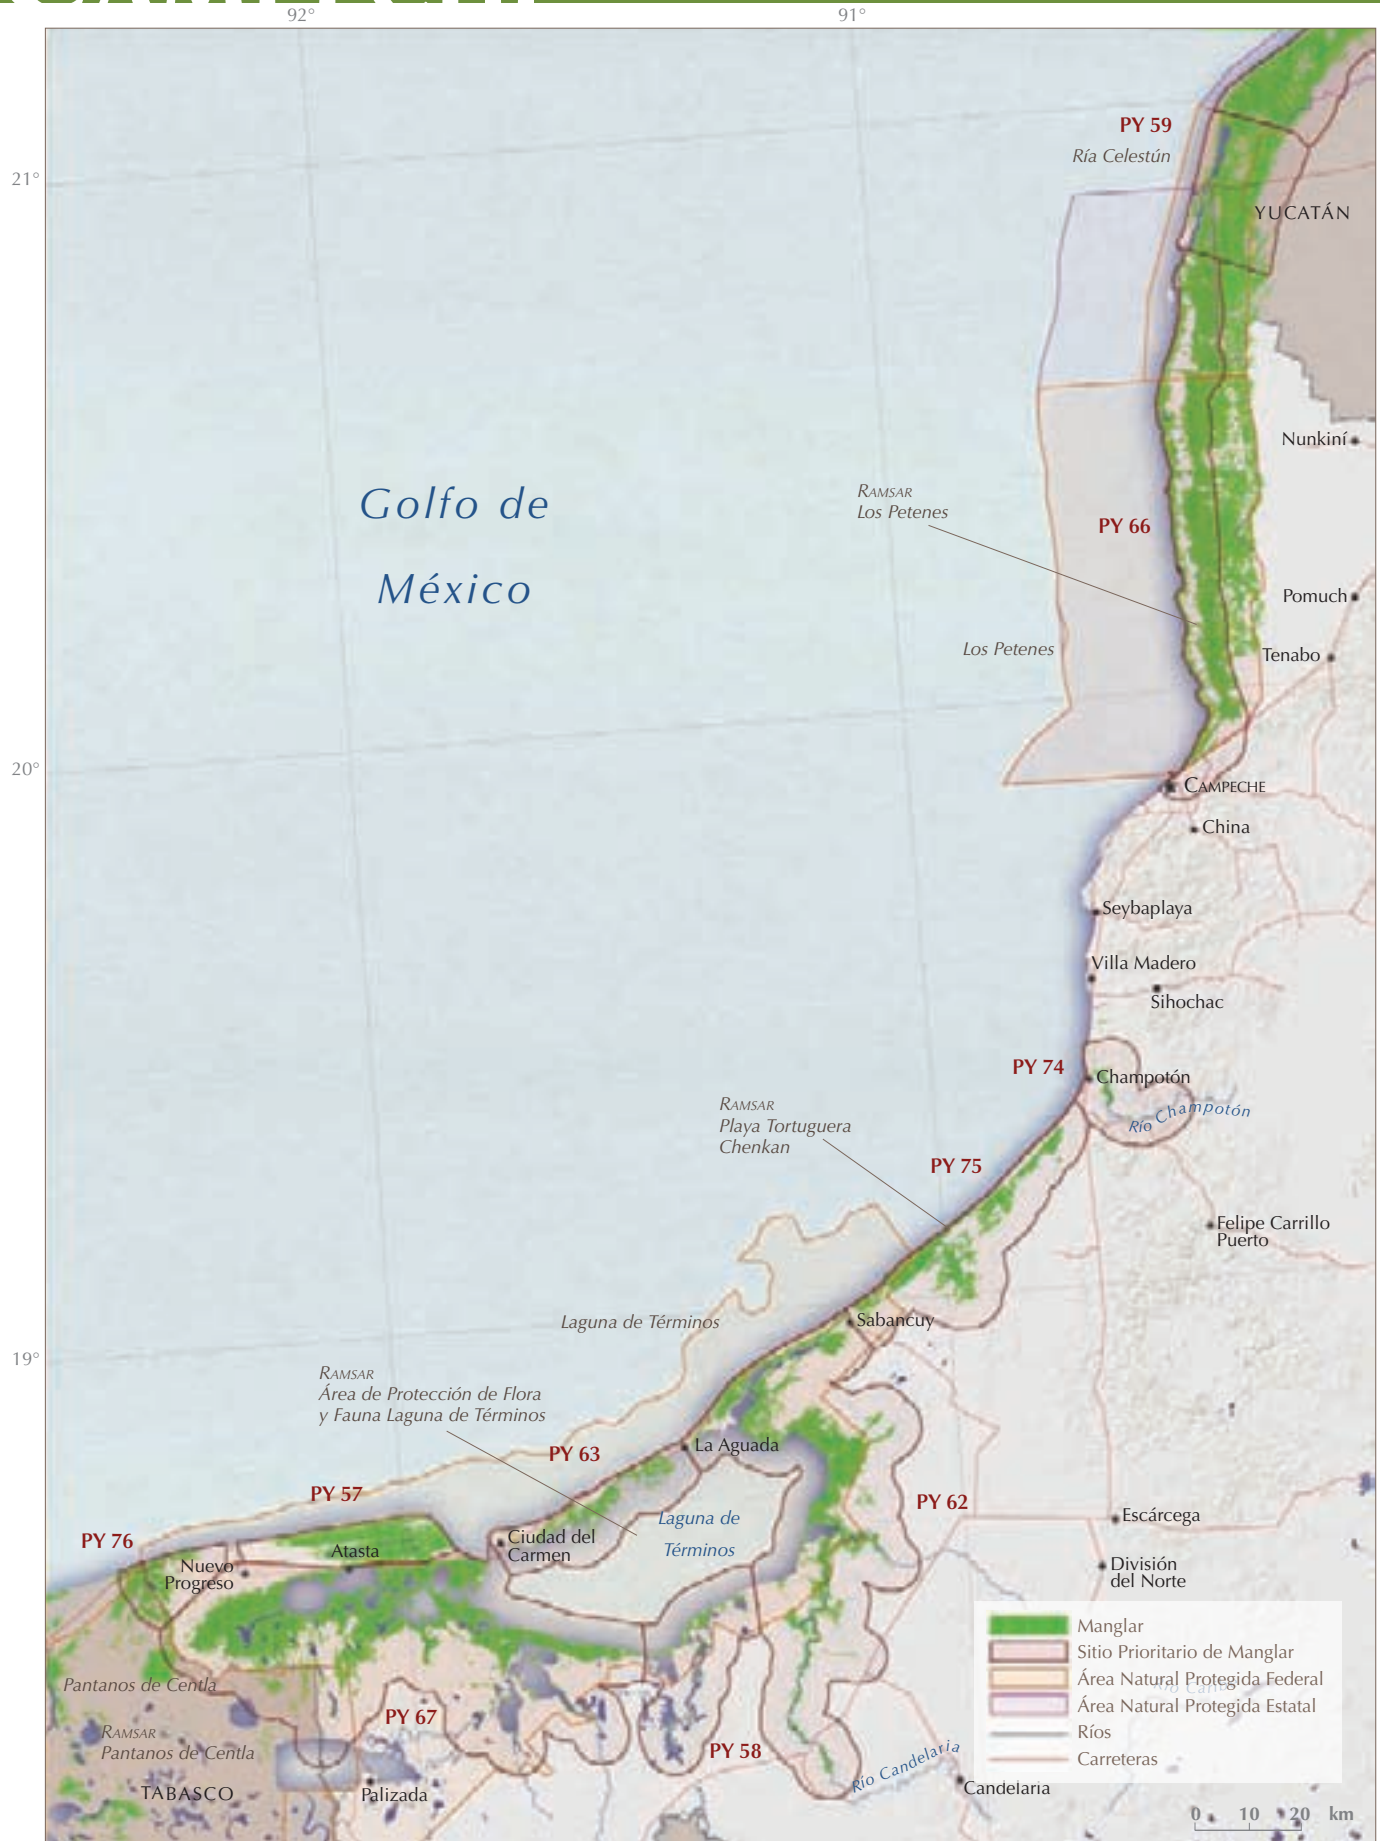 92°
91°
PY 59
Ría Celestún
21°
YUCATÁN
Nunkiní
Golfo de
México
RAMSAR
Los Petenes
PY 66
Pomuch
Los Petenes
Tenabo
20°
CAMPECHE
China
Seybaplaya
Villa Madero
Sihochac
PY 74
Champotón
Río Champotón
RAMSAR
Playa Tortuguera
Chenkan
PY 75
Felipe Carrillo
Puerto
Laguna de Términos
Sabancuy
19°
RAMSAR
Área de Protección de Flora
y Fauna Laguna de Términos
PY 63
La Aguada
PY 57
PY 62
Laguna de
Términos
Escárcega
PY 76
Ciudad del
Carmen
Atasta
Nuevo
Progreso
División
del Norte
Manglar
Sitio Prioritario de Manglar
Área Natural Protegida Federal
Área Natural Protegida Estatal
Ríos
Carreteras
Pantanos de Centla
PY 67
RAMSAR
Pantanos de Centla
PY 58
Río Candelaria
TABASCO
Palizada
Candelaria
0 10 20 km